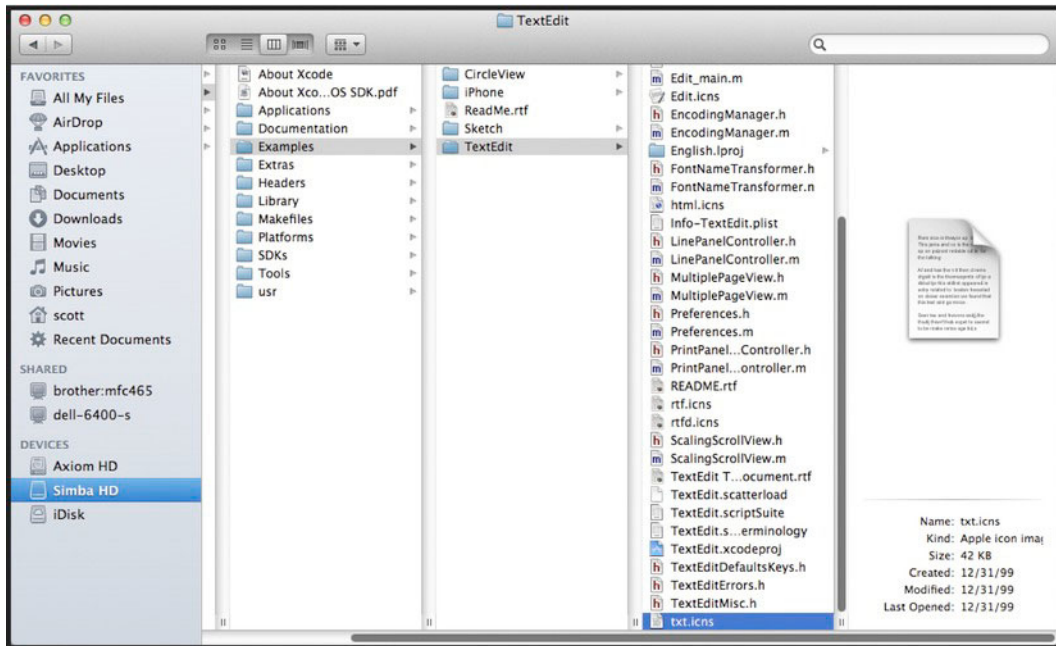 TextEdit
FAVORITES
All My Files
AirDrop
Applications
Desktop
Documents
Downloads
Movies
Music
Pictures
scott
Recent Documents
SHARED
brother:mfc465
dell-6400-s
DEVICES
Axiom HD
Simba HD
iDisk
About Xcode
About Xco...OS SDK.pdf
Applications
Documentation
Examples
Extras
Headers
Library
Makefiles
Platforms
SDKs
Tools
usr
CircleView
iPhone
ReadMe.rtf
Sketch
TextEdit
Edit_main.m
Edit.icns
EncodingManager.h
EncodingManager.m
English.lproj
FontNameTransformer.h
FontNameTransformer.n
html.icns
Info-TextEdit.plist
LinePanelController.h
LinePanelController.m
MultiplePageView.h
MultiplePageView.m
Preferences.h
Preferences.m
PrintPanel...Controller.h
PrintPanel...ontroller.m
README.rtf
rtf.icns
rtfd.icns
ScalingScrollView.h
ScalingScrollView.m
TextEdit T...ocument.rtf
TextEdit.scatterload
TextEdit.scriptSuite
TextEdit.s...erminology
TextEdit.xcodeproj
TextEditDefaultsKeys.h
TextEditErrors.h
TextEditMisc.h
txt.icns
Name: txt.icns
Kind: Apple icon imag
Size: 42 KB
Created: 12/31/99
Modified: 12/31/99
Last Opened: 12/31/99